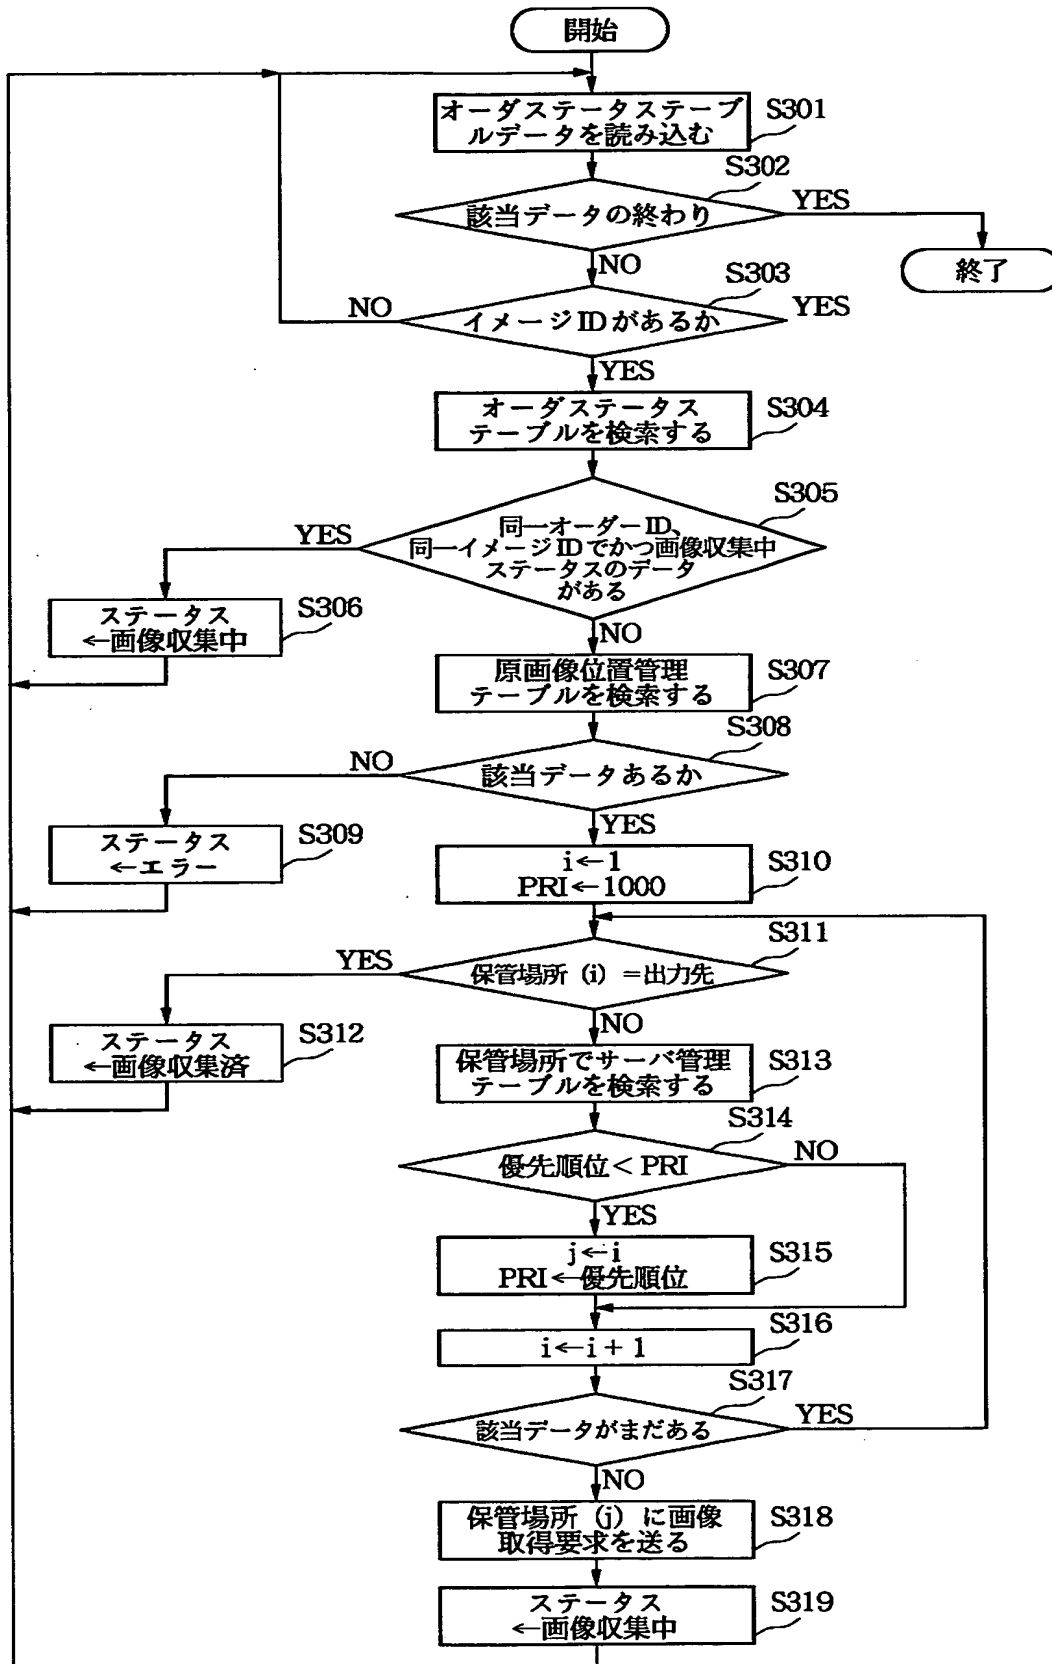 開始
オーダステータステーブ
ルデータを読み込む
S301
S302
該当データの終わり
YES
終了
NO
S303
NO
イメージIDがあるか
YES
YES
オーダステータス
テーブルを検索する
S304
S305
YES
同一オーダーID、
同一イメージIDでかつ画像収集中
ステータスのデータ
がある
ステータス
←画像収集中
S306
NO
原画像位置管理
テーブルを検索する
S307
S308
NO
該当データあるか
ステータス
←エラー
S309
YES
i←1
PRI←1000
S310
S311
YES
保管場所(i)=出力先
ステータス
←画像収集済
S312
NO
保管場所でサーバ管理
テーブルを検索する
S313
S314
優先順位<PRI
NO
YES
j←i
PRI←優先順位
S315
i←i+1
S316
S317
該当データがまだある
YES
NO
保管場所(j)に画像
取得要求を送る
S318
ステータス
←画像収集中
S319